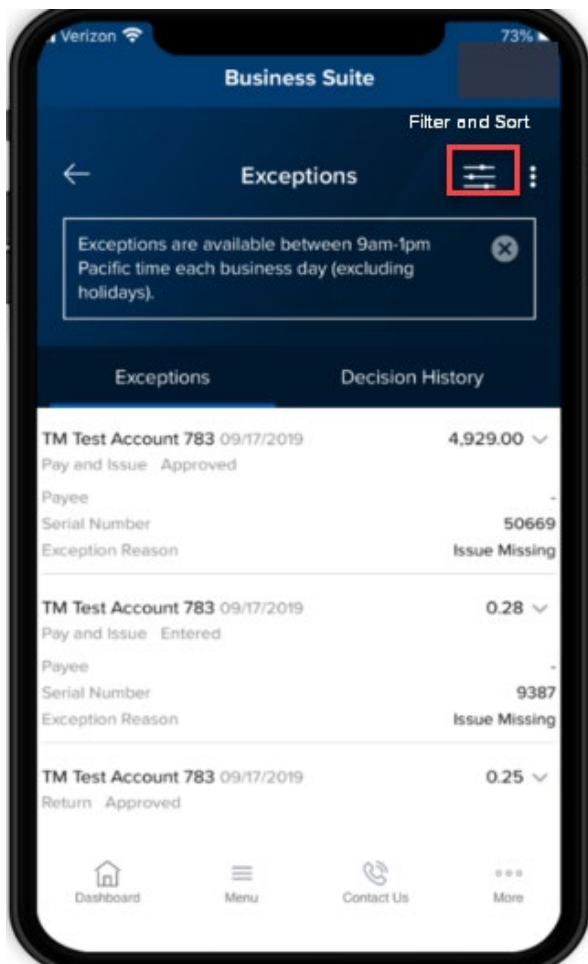 Verizon 73%
Business Suite
Filter and Sort
Exceptions
Exceptions are available between 9am-1pm
Pacific time each business day (excluding
holidays).
Exceptions Decision History
TM Test Account 783 09/17/2019 4,929.00
Pay and Issue Approved
Payee -
Serial Number 50669
Exception Reason Issue Missing
TM Test Account 783 09/17/2019 0.28
Pay and Issue Entered
Payee -
Serial Number 9387
Exception Reason Issue Missing
TM Test Account 783 09/17/2019 0.25
Return Approved
Dashboard Menu Contact Us More